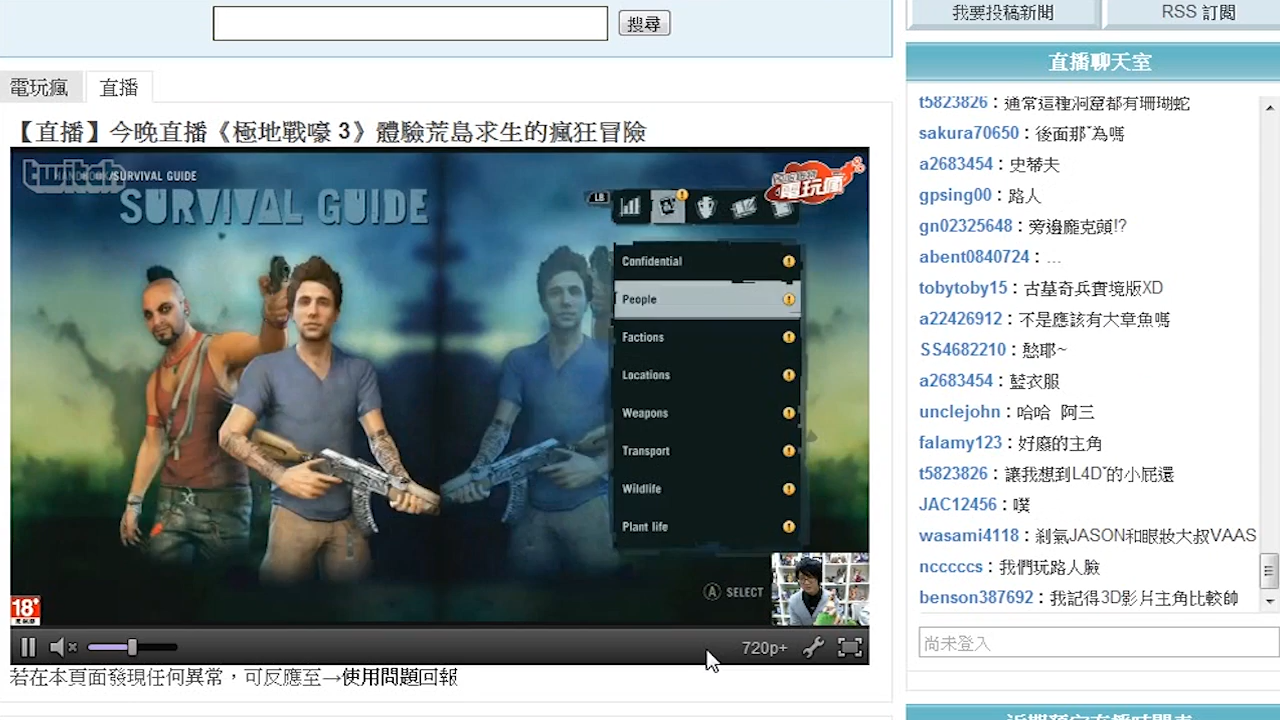 搜尋
我要投稿新聞
RSS 訂閱
電玩瘋
直播
【直播】今晚直播《極地戰嚎 3》體驗荒島求生的瘋狂冒險
twitch
HANDBOOK/SURVIVAL GUIDE
SURVIVAL GUIDE
LB
電玩瘋
Confidential
People
Factions
Locations
Weapons
Transport
Wildlife
Plant life
A SELECT
18+
720p+
若在本頁面發現任何異常，可反應至→使用問題回報
直播聊天室
t5823826：通常這種洞窟都有珊瑚蛇
sakura70650：後面那ˇ為嗎
a2683454：史蒂夫
gpsing00：路人
gn02325648：旁邊龐克頭!?
abent0840724：...
tobytoby15：古墓奇兵實境版XD
a22426912：不是應該有大章魚嗎
SS4682210：憨耶~
a2683454：藍衣服
unclejohn：哈哈 阿三
falamy123：好廢的主角
t5823826：讓我想到L4Dˇ的小屁還
JAC12456：噗
wasami4118：剎氣JASON和眼妝大叔VAAS
ncccccs：我們玩路人臉
benson387692：我記得3D影片主角比較帥
尚未登入